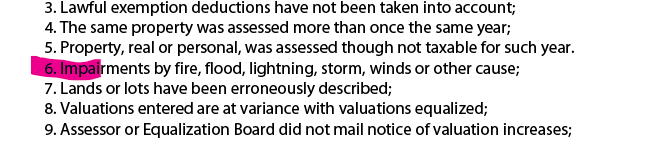 3. Lawful exemption deductions have not been taken into account;
4. The same property was assessed more than once the same year;
5. Property, real or personal, was assessed though not taxable for such year.
6. Impairments by fire, flood, lightning, storm, winds or other cause;
7. Lands or lots have been erroneously described;
8. Valuations entered are at variance with valuations equalized;
9. Assessor or Equalization Board did not mail notice of valuation increases;